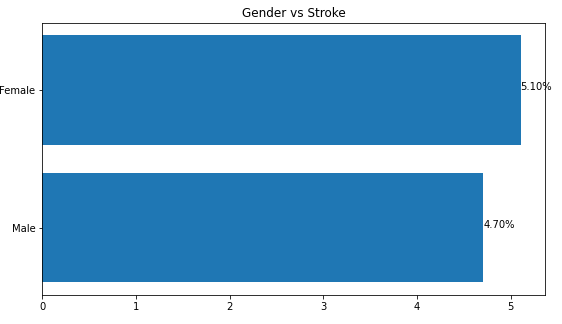 Gender vs Stroke
Female
5.10%
Male
4.70%
0 1 2 3 4 5